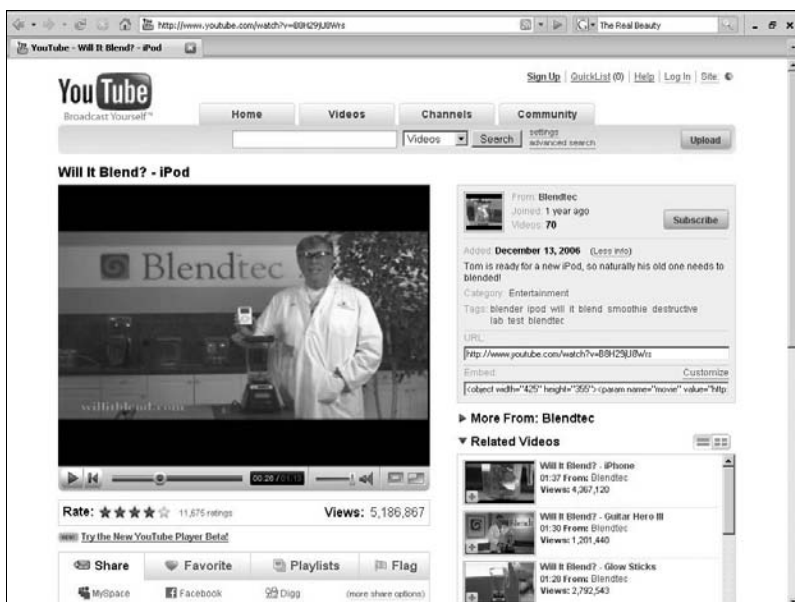 http://www.youtube.com/watch?v=B8H29jU8Wrs
The Real Beauty
YouTube - Will It Blend? - iPod
You Tube
Broadcast Yourself™
Sign Up | QuickList (0) | Help | Log In | Site:
Home Videos Channels Community
Videos Search settings
advanced search
Upload
Will It Blend? - iPod
Blendtec
willitblend.com
00:26 / 01:13
Rate: 11,675 ratings Views: 5,186,867
NEW Try the New YouTube Player Beta!
Share Favorite Playlists Flag
MySpace Facebook Digg (more share options)
From: Blendtec
Joined: 1 year ago
Videos: 70
Subscribe
Added: December 13, 2006 (Less info)
Tom is ready for a new iPod, so naturally his old one needs to
blended!
Category: Entertainment
Tags: blender ipod will it blend smoothie destructive
lab test blendtec
URL:
http://www.youtube.com/watch?v=B8H29jU8Wrs
Embed: Customize
<object width="425" height="355"><param name="movie" value="http:
More From: Blendtec
Related Videos
Will It Blend? - iPhone
01:37 From: Blendtec
Views: 4,367,120
Will It Blend? - Guitar Hero III
01:30 From: Blendtec
Views: 1,201,440
Will It Blend? - Glow Sticks
01:28 From: Blendtec
Views: 2,792,543